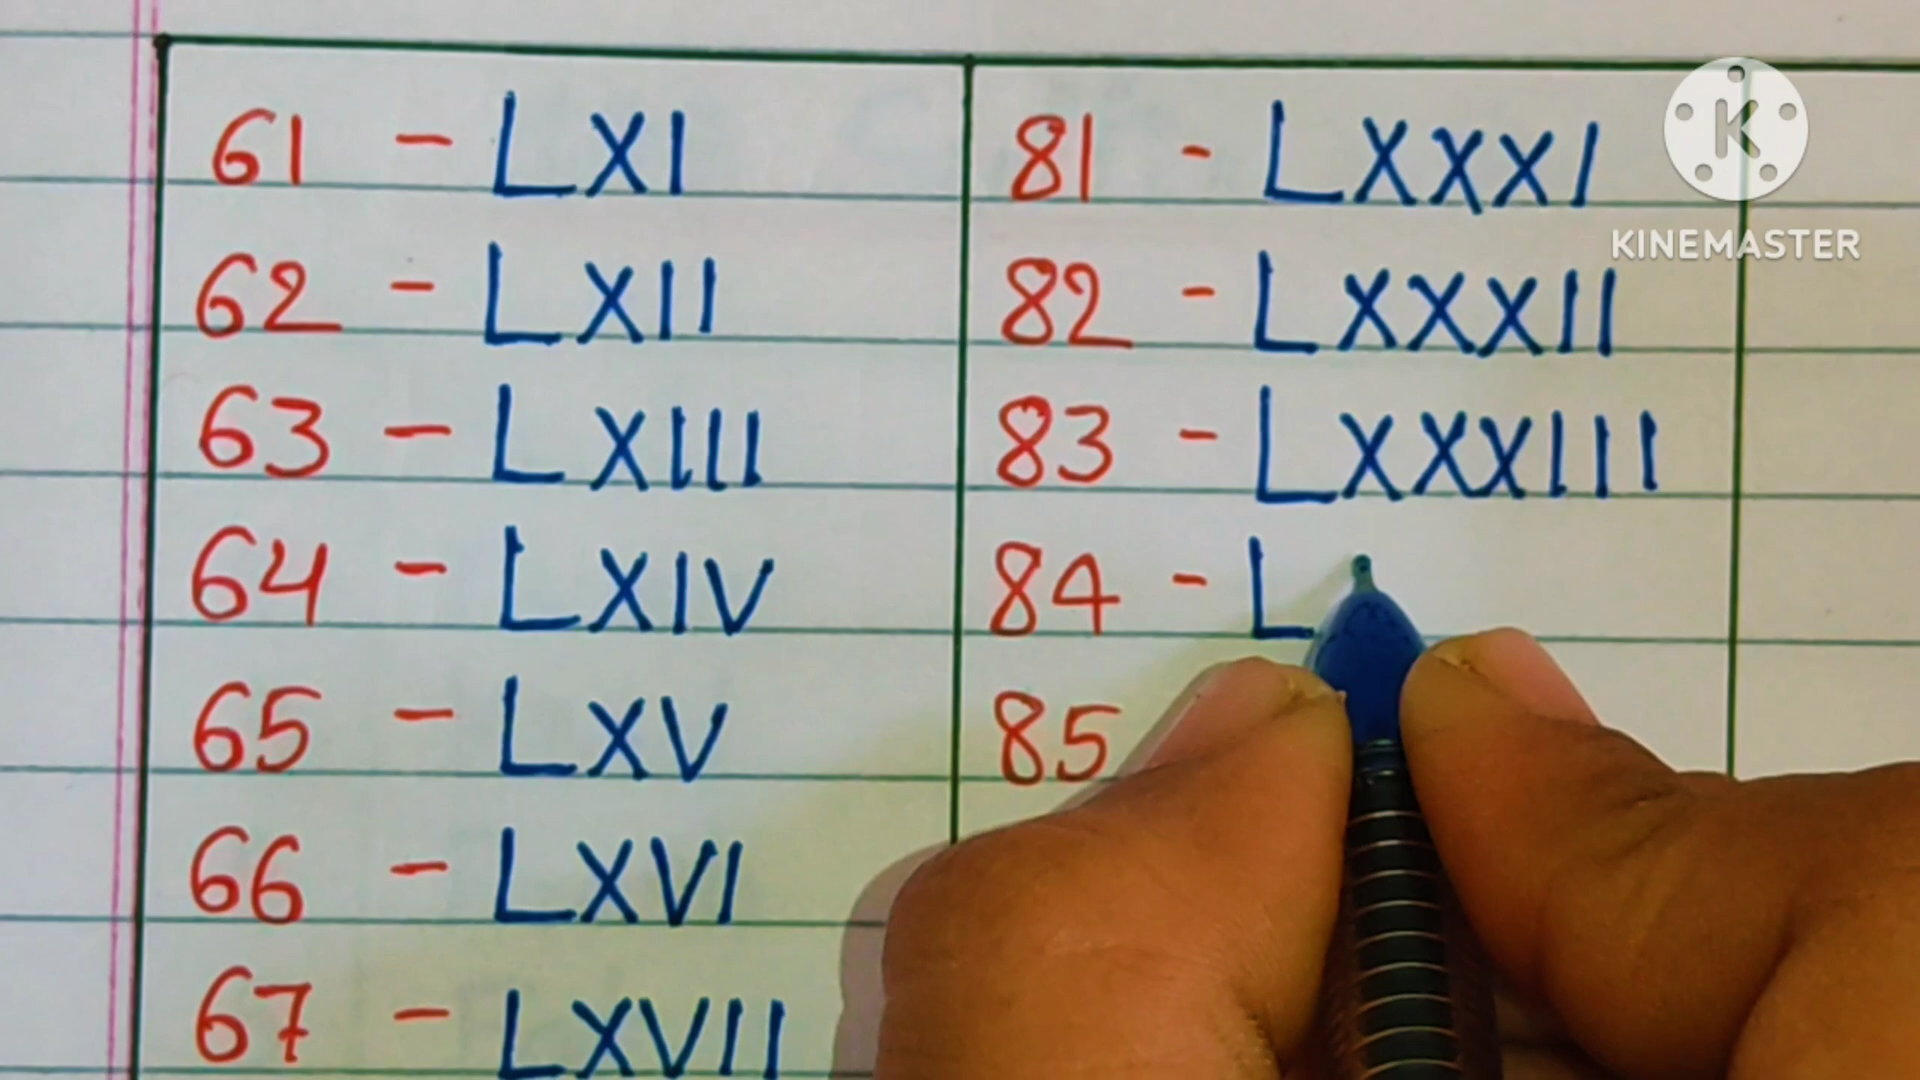 61 - LXI
62 - LXII
63 - LXIII
64 - LXIV
65 - LXV
66 - LXVI
67 - LXVII
81 - LXXXI
82 - LXXXII
83 - LXXXIII
84 - L
85
K
KINEMASTER